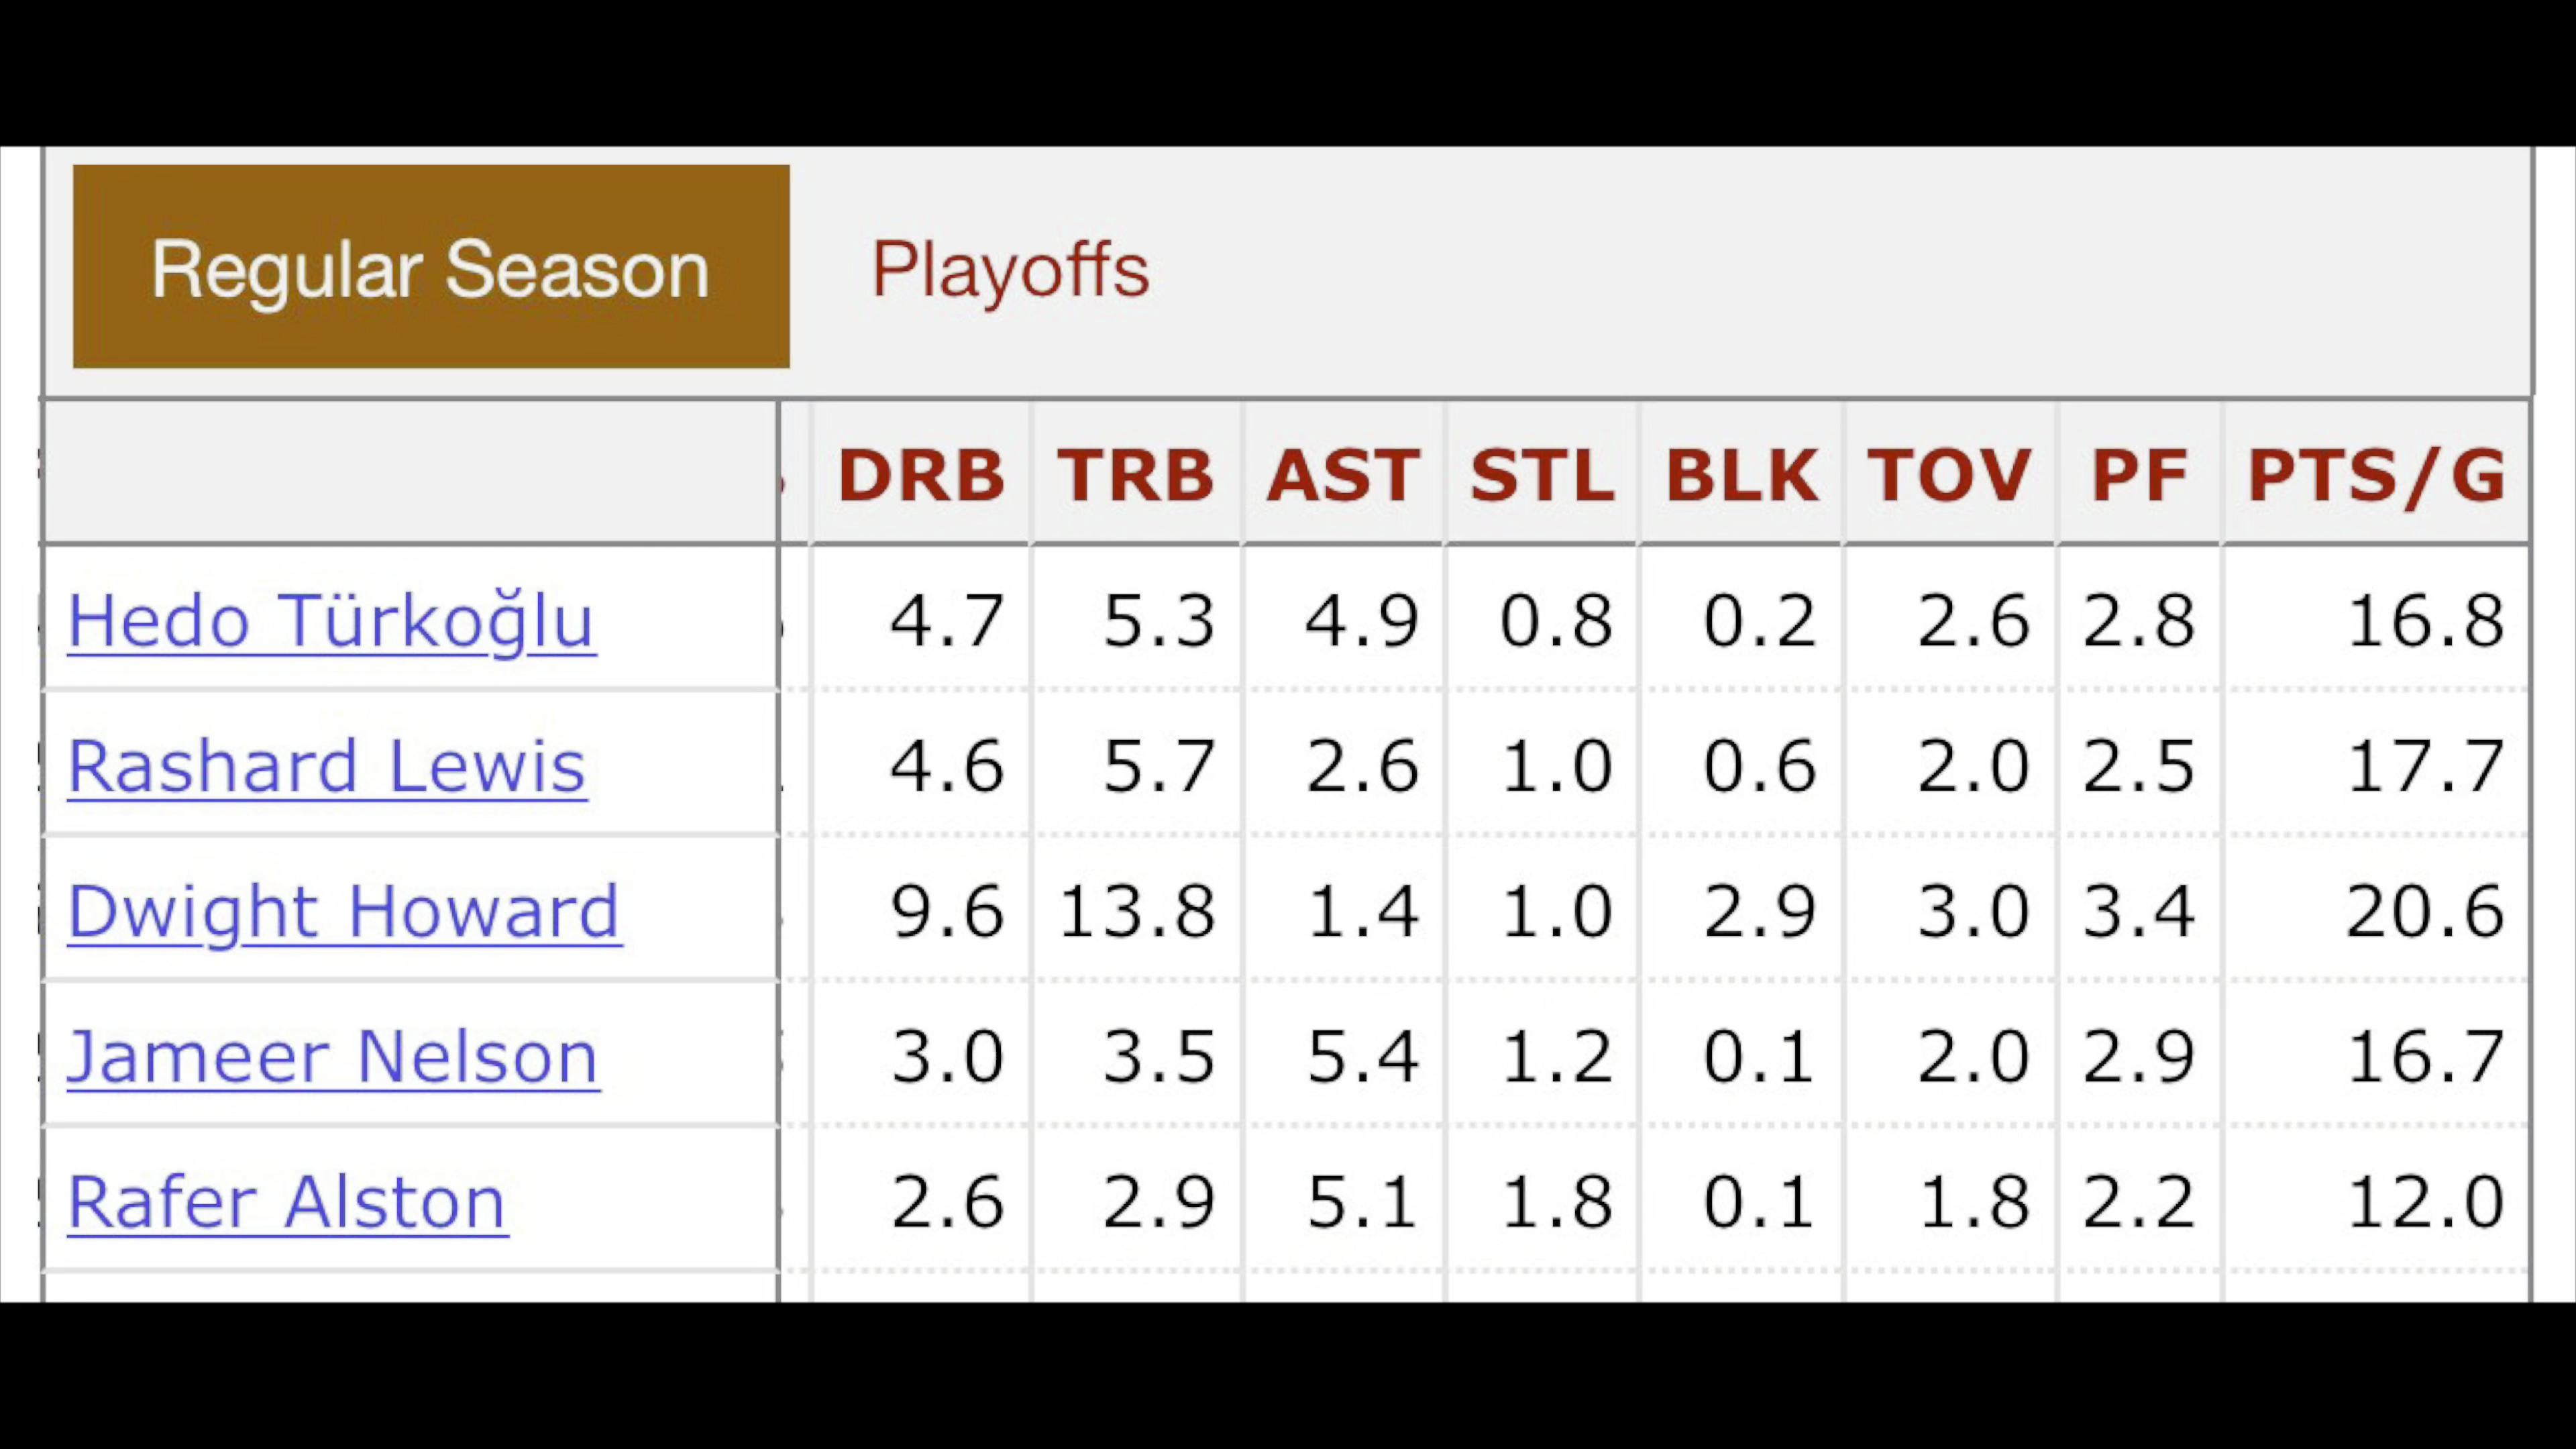 Regular Season Playoffs
DRB TRB AST STL BLK TOV PF PTS/G
Hedo Türkoğlu 4.7 5.3 4.9 0.8 0.2 2.6 2.8 16.8
Rashard Lewis 4.6 5.7 2.6 1.0 0.6 2.0 2.5 17.7
Dwight Howard 9.6 13.8 1.4 1.0 2.9 3.0 3.4 20.6
Jameer Nelson 3.0 3.5 5.4 1.2 0.1 2.0 2.9 16.7
Rafer Alston 2.6 2.9 5.1 1.8 0.1 1.8 2.2 12.0